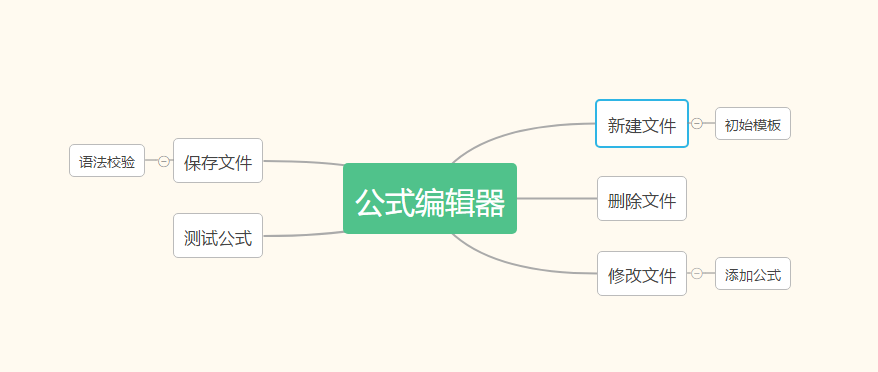 新建文件
初始模板
语法校验
保存文件
公式编辑器
删除文件
测试公式
修改文件
添加公式